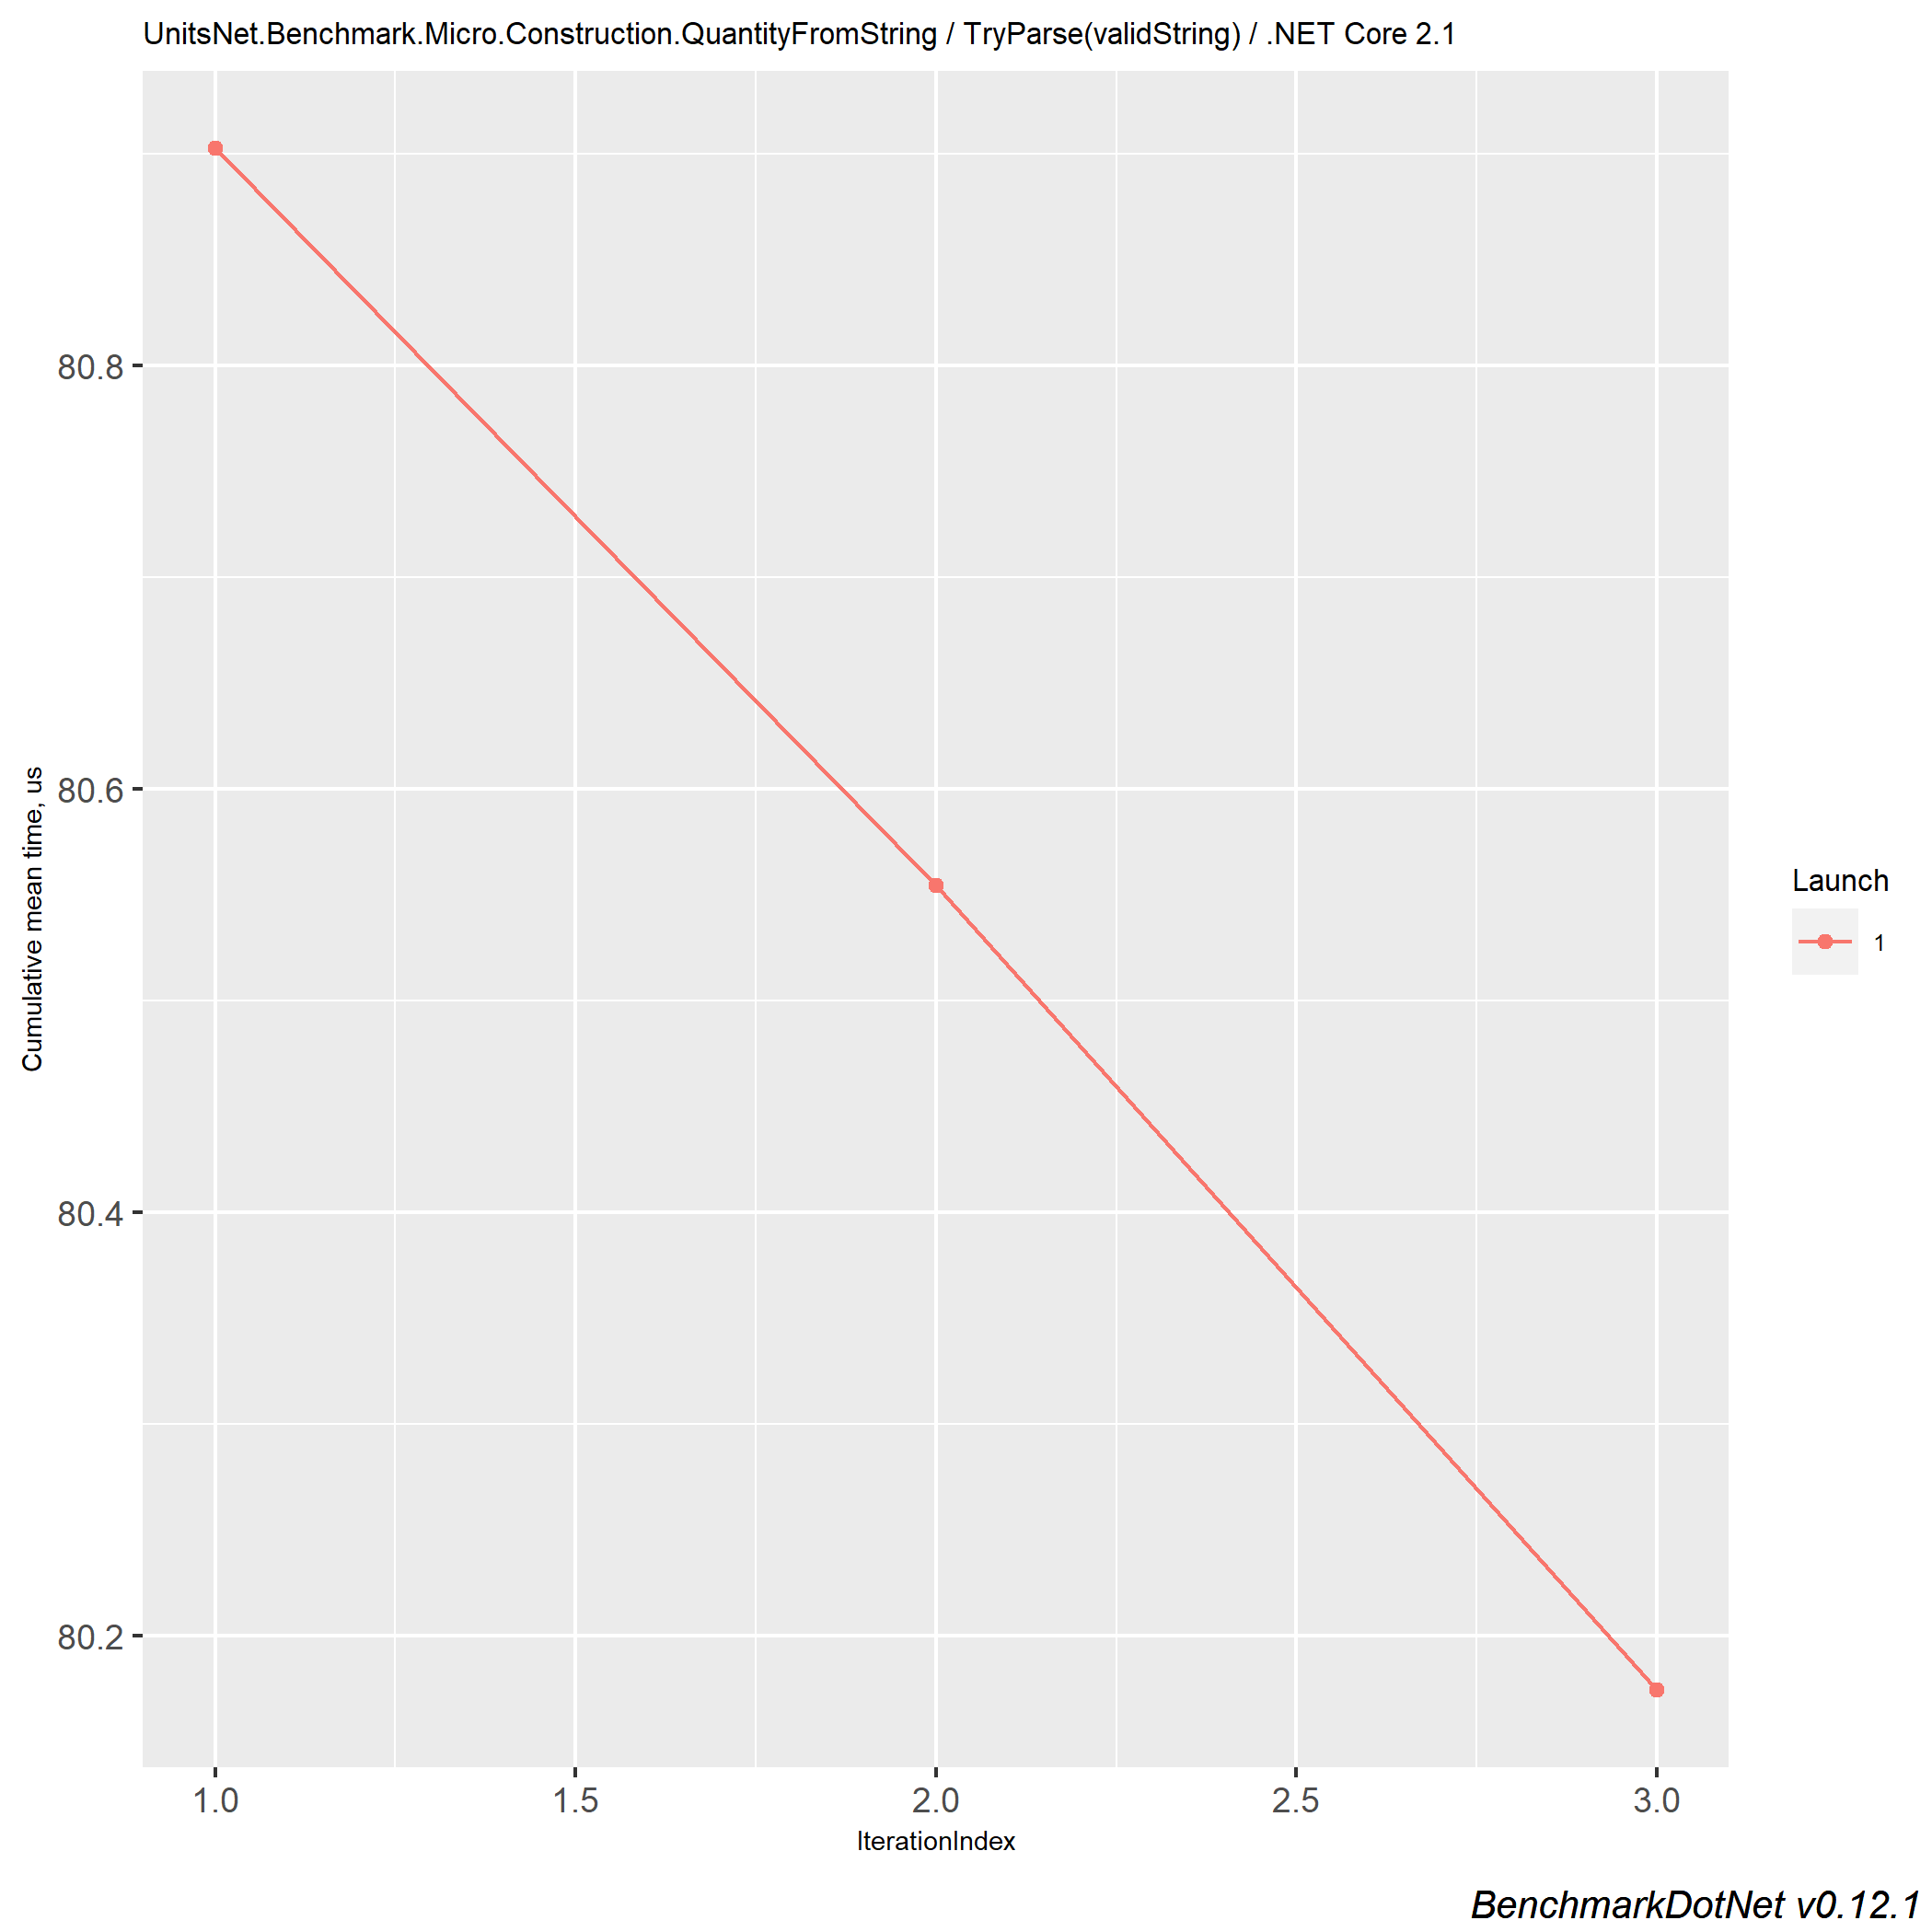 UnitsNet.Benchmark.Micro.Construction.QuantityFromString / TryParse(validString) / .NET Core 2.1
Cumulative mean time, us
80.8
80.6
80.4
80.2
1.0 1.5 2.0 2.5 3.0
IterationIndex
Launch
1
BenchmarkDotNet v0.12.1